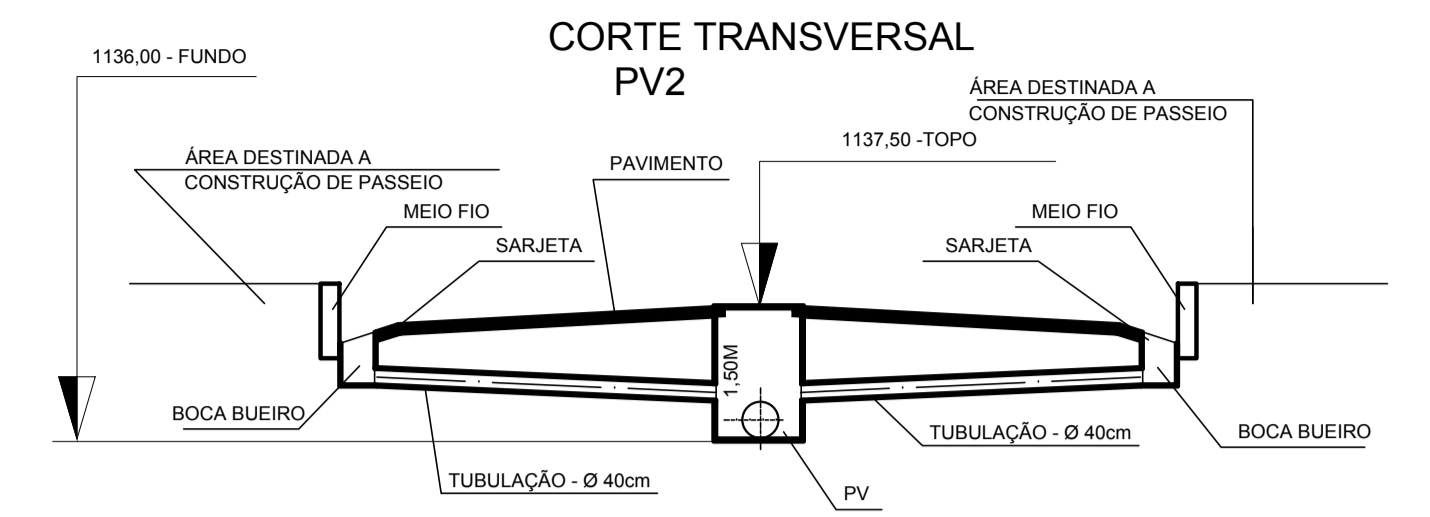 CORTE TRANSVERSAL
PV2
1136,00 - FUNDO
ÁREA DESTINADA A
CONSTRUÇÃO DE PASSEIO
1137,50 -TOPO
ÁREA DESTINADA A
CONSTRUÇÃO DE PASSEIO
PAVIMENTO
MEIO FIO
MEIO FIO
SARJETA
SARJETA
1,50M
BOCA BUEIRO
TUBULAÇÃO - Ø 40cm
BOCA BUEIRO
TUBULAÇÃO - Ø 40cm
PV